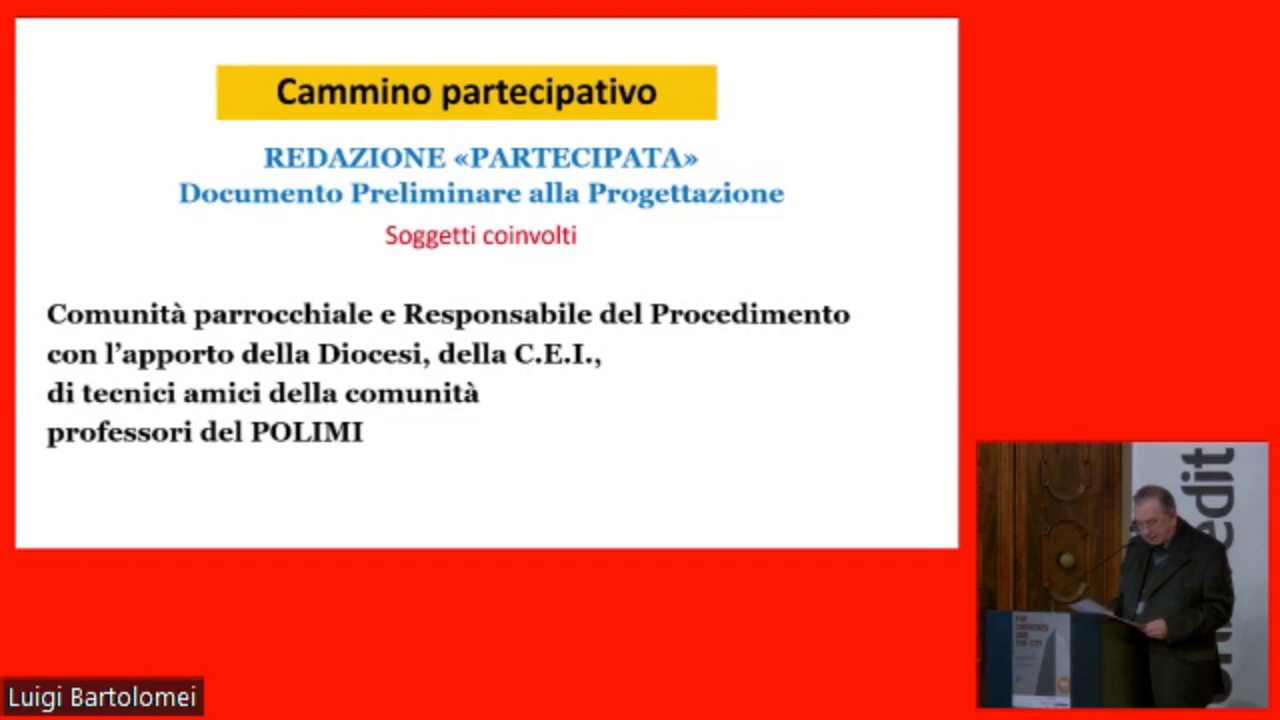 Cammino partecipativo
REDAZIONE «PARTECIPATA»
Documento Preliminare alla Progettazione
Soggetti coinvolti
Comunità parrocchiale e Responsabile del Procedimento
con l’apporto della Diocesi, della C.E.I.,
di tecnici amici della comunità
professori del POLIMI
Luigi Bartolomei